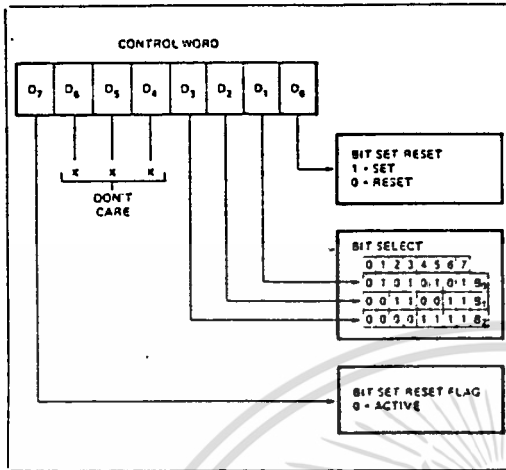 CONTROL WORD
D7 D6 D5 D4 D3 D2 D1 D0
X X X
DON'T
CARE
BIT SET RESET
1 = SET
0 = RESET
BIT SELECT
0 1 2 3 4 5 6 7
0 1 0 1 0 1 0 1 B0
0 0 1 1 0 0 1 1 B1
0 0 0 0 1 1 1 1 B2
BIT SET RESET FLAG
0 = ACTIVE